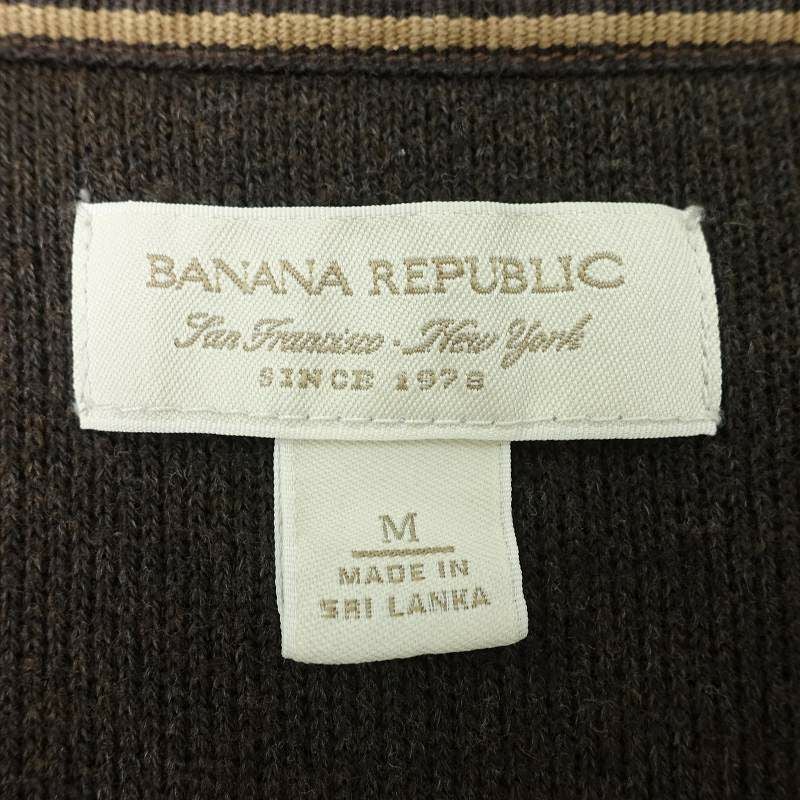 BANANA REPUBLIC
San Francisco - New York
SINCE 1978
M
MADE IN
SRI LANKA